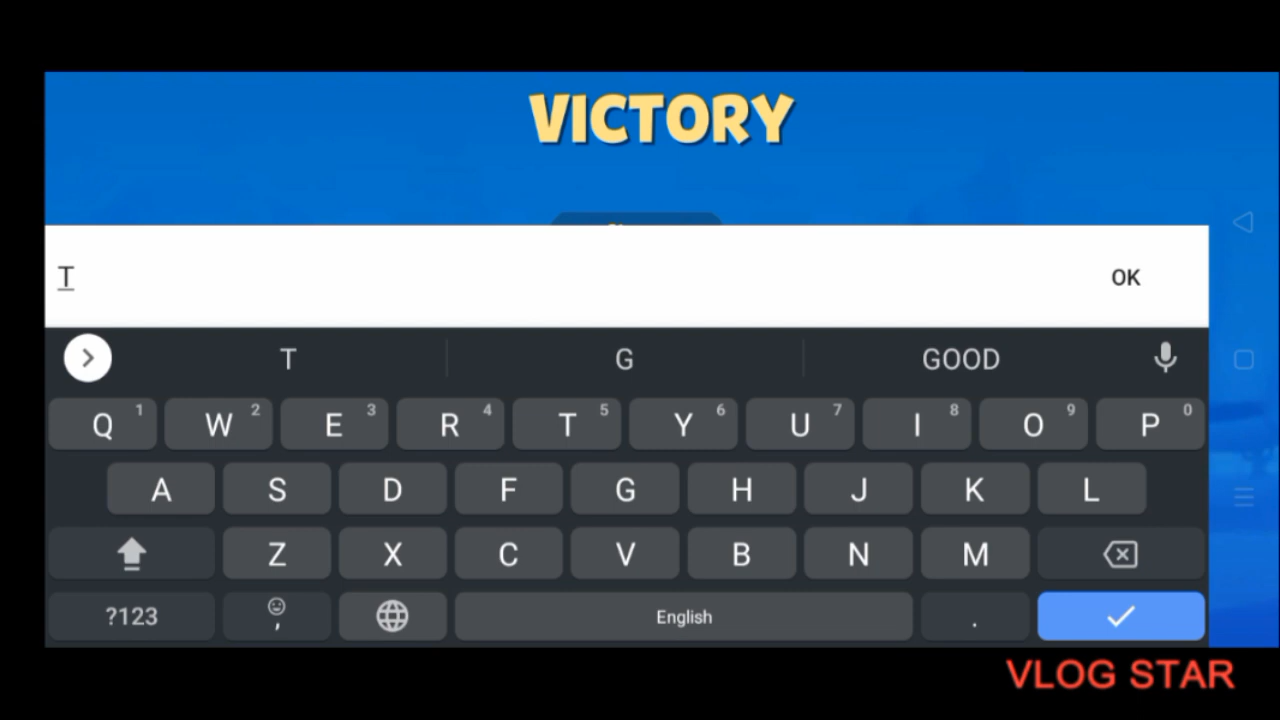 VICTORY
T
OK
T G GOOD
Q 1 W 2 E 3 R 4 T 5 Y 6 U 7 I 8 O 9 P 0
A S D F G H J K L
Z X C V B N M
?123 , English .
VLOG STAR